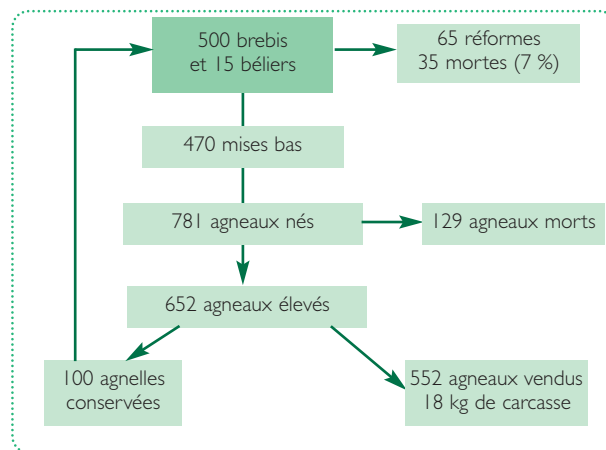 500 brebis
et 15 béliers
65 réformes
35 mortes (7 %)
470 mises bas
781 agneaux nés
129 agneaux morts
652 agneaux élevés
100 agnelles
conservées
552 agneaux vendus
18 kg de carcasse